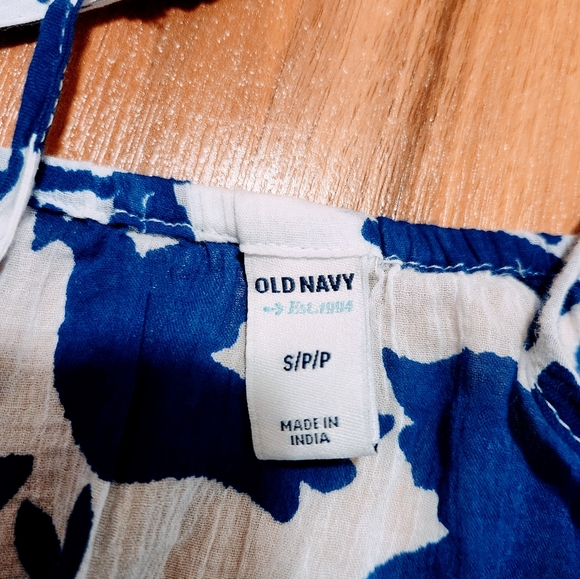 OLD NAVY
Est. 1994
S/P/P
MADE IN
INDIA